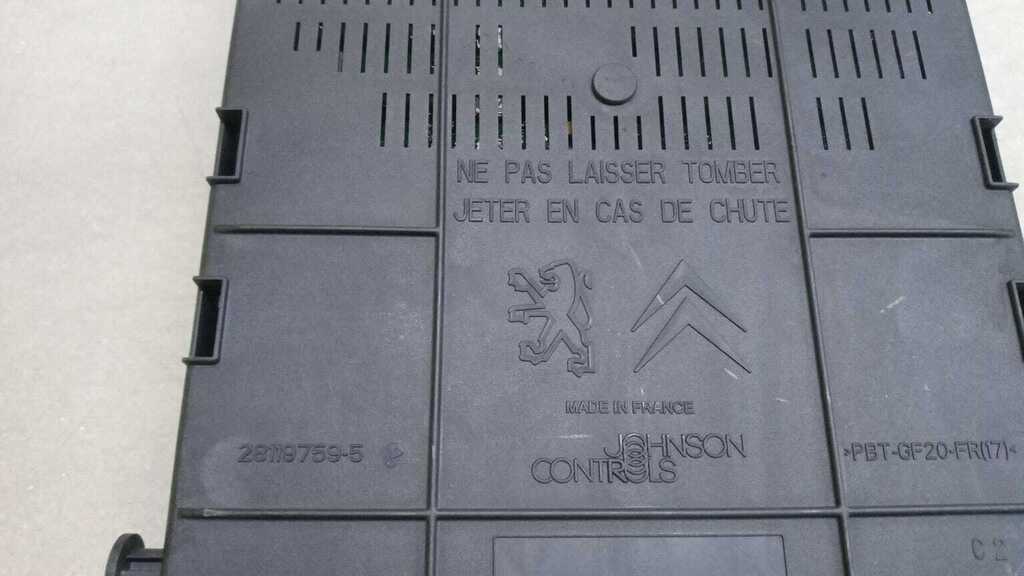 NE PAS LAISSER TOMBER
JETER EN CAS DE CHUTE
MADE IN FRANCE
JOHNSON
CONTROLS
28119759-5
>PBT-GF20-FR(17)<
C 2